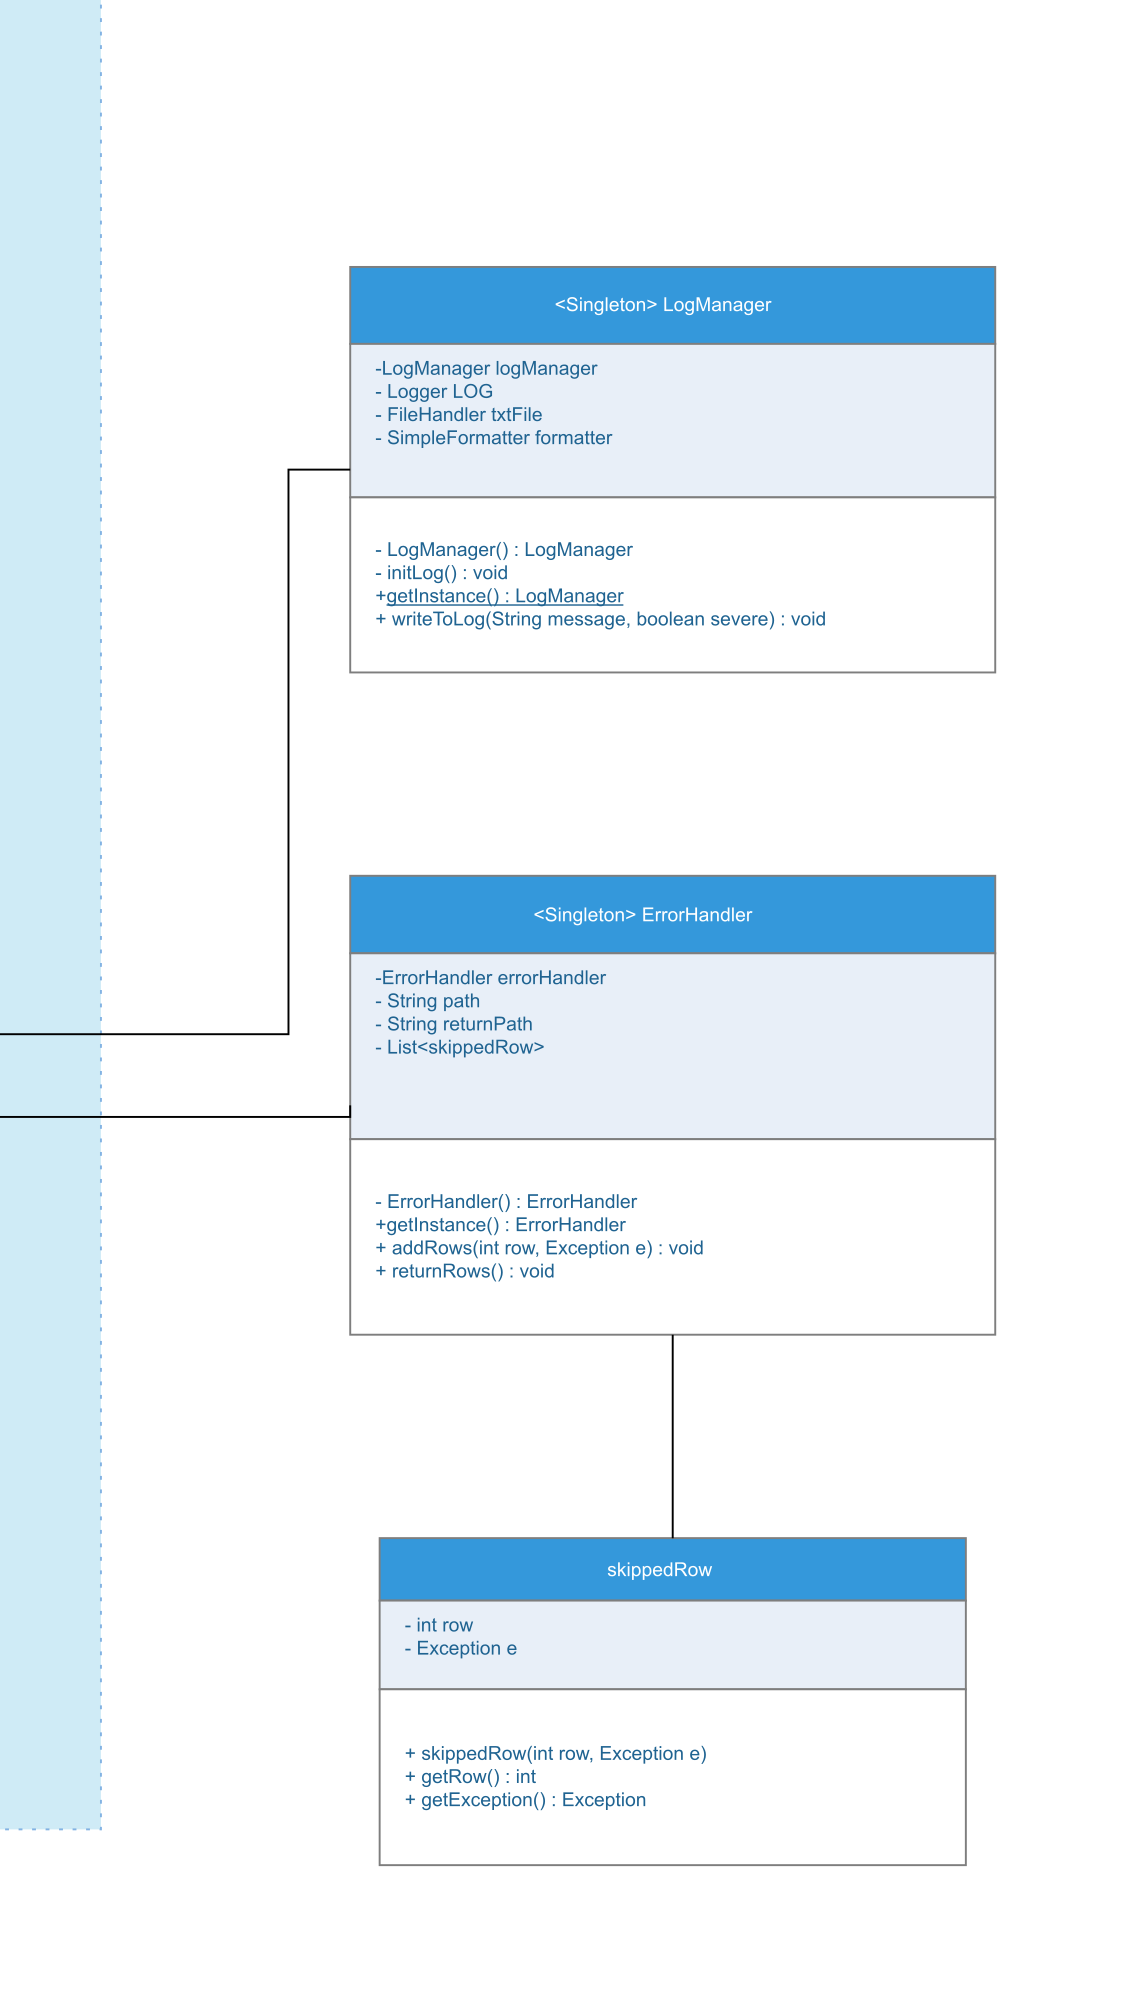 <Singleton> LogManager
-LogManager logManager
- Logger LOG
- FileHandler txtFile
- SimpleFormatter formatter
- LogManager() : LogManager
- initLog() : void
+getInstance() : LogManager
+ writeToLog(String message, boolean severe) : void
<Singleton> ErrorHandler
-ErrorHandler errorHandler
- String path
- String returnPath
- List<skippedRow>
- ErrorHandler() : ErrorHandler
+getInstance() : ErrorHandler
+ addRows(int row, Exception e) : void
+ returnRows() : void
skippedRow
- int row
- Exception e
+ skippedRow(int row, Exception e)
+ getRow() : int
+ getException() : Exception